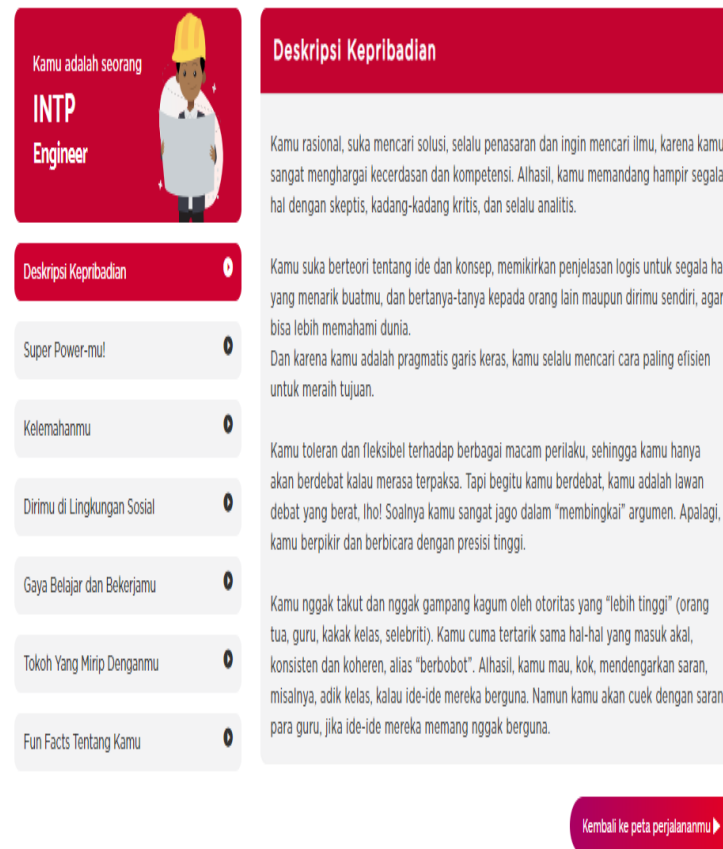 Kamu adalah seorang
INTP
Engineer
Deskripsi Kepribadian
Super Power-mu!
Kelemahanmu
Dirimu di Lingkungan Sosial
Gaya Belajar dan Bekerjamu
Tokoh Yang Mirip Denganmu
Fun Facts Tentang Kamu
Deskripsi Kepribadian
Kamu rasional, suka mencari solusi, selalu penasaran dan ingin mencari ilmu, karena kamu
sangat menghargai kecerdasan dan kompetensi. Alhasil, kamu memandang hampir segala
hal dengan skeptis, kadang-kadang kritis, dan selalu analitis.
Kamu suka berteori tentang ide dan konsep, memikirkan penjelasan logis untuk segala ha
yang menarik buatmu, dan bertanya-tanya kepada orang lain maupun dirimu sendiri, agar
bisa lebih memahami dunia.
Dan karena kamu adalah pragmatis garis keras, kamu selalu mencari cara paling efisien
untuk meraih tujuan.
Kamu toleran dan fleksibel terhadap berbagai macam perilaku, sehingga kamu hanya
akan berdebat kalau merasa terpaksa. Tapi begitu kamu berdebat, kamu adalah lawan
debat yang berat, lho! Soalnya kamu sangat jago dalam “membingkai” argumen. Apalagi,
kamu berpikir dan berbicara dengan presisi tinggi.
Kamu nggak takut dan nggak gampang kagum oleh otoritas yang “lebih tinggi” (orang
tua, guru, kakak kelas, selebriti). Kamu cuma tertarik sama hal-hal yang masuk akal,
konsisten dan koheren, alias “berbobot”. Alhasil, kamu mau, kok, mendengarkan saran,
misalnya, adik kelas, kalau ide-ide mereka berguna. Namun kamu akan cuek dengan saran
para guru, jika ide-ide mereka memang nggak berguna.
Kembali ke peta perjalananmu